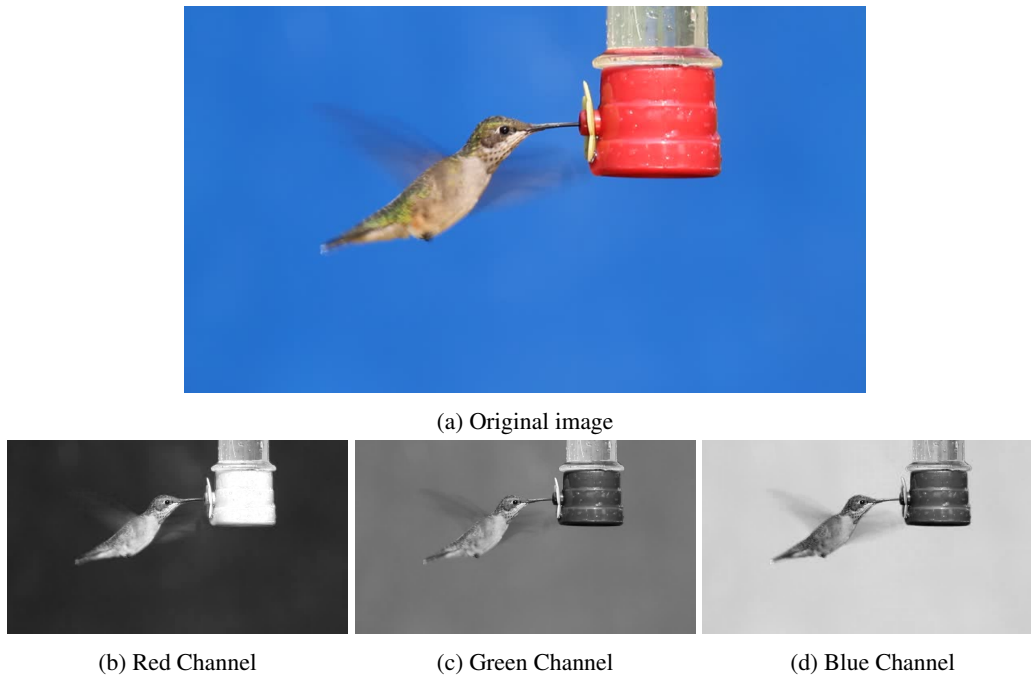 (a) Original image
(b) Red Channel
(c) Green Channel
(d) Blue Channel